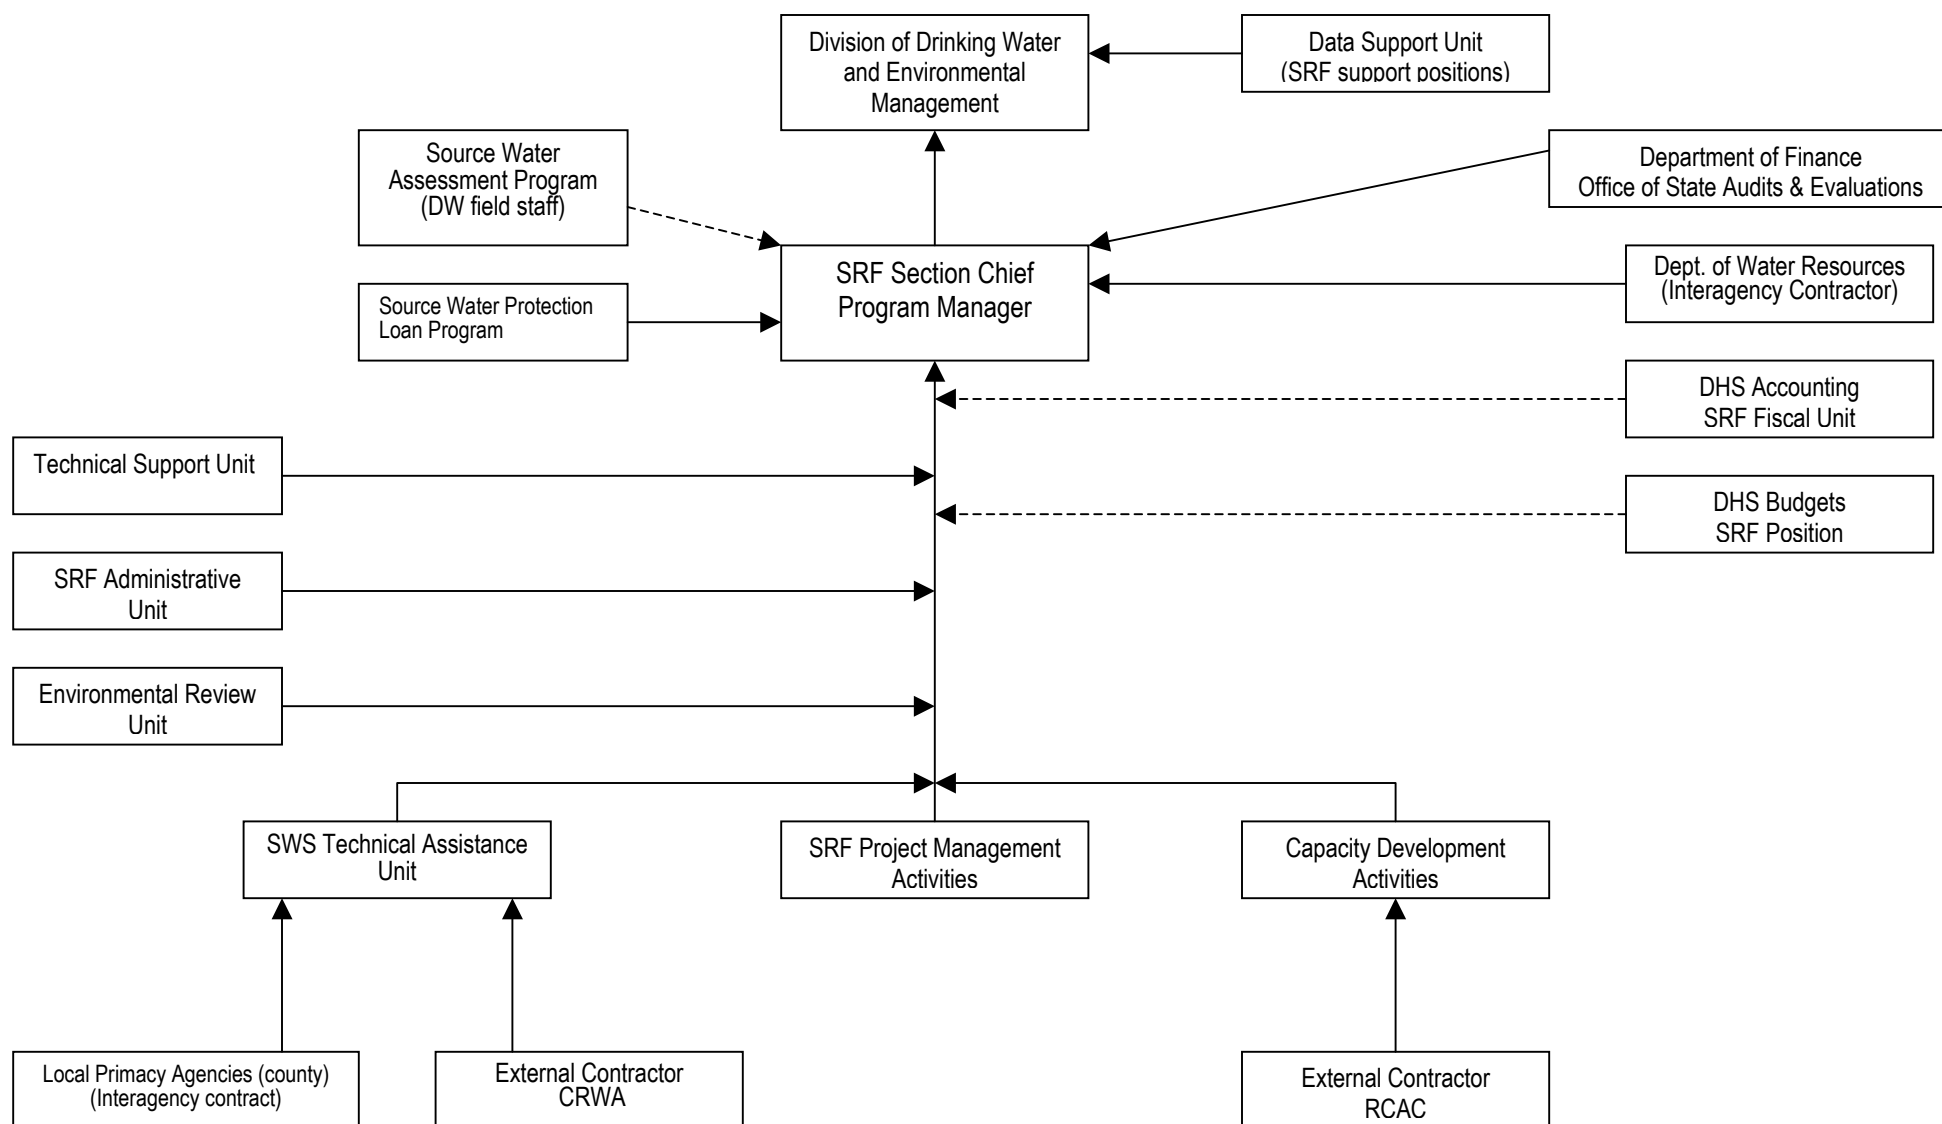 Division of Drinking Water
and Environmental
Management
Data Support Unit
(SRF support positions)
Source Water
Assessment Program
(DW field staff)
Department of Finance
Office of State Audits & Evaluations
SRF Section Chief
Program Manager
Dept. of Water Resources
(Interagency Contractor)
Source Water Protection
Loan Program
DHS Accounting
SRF Fiscal Unit
Technical Support Unit
DHS Budgets
SRF Position
SRF Administrative
Unit
Environmental Review
Unit
SWS Technical Assistance
Unit
SRF Project Management
Activities
Capacity Development
Activities
Local Primacy Agencies (county)
(Interagency contract)
External Contractor
CRWA
External Contractor
RCAC